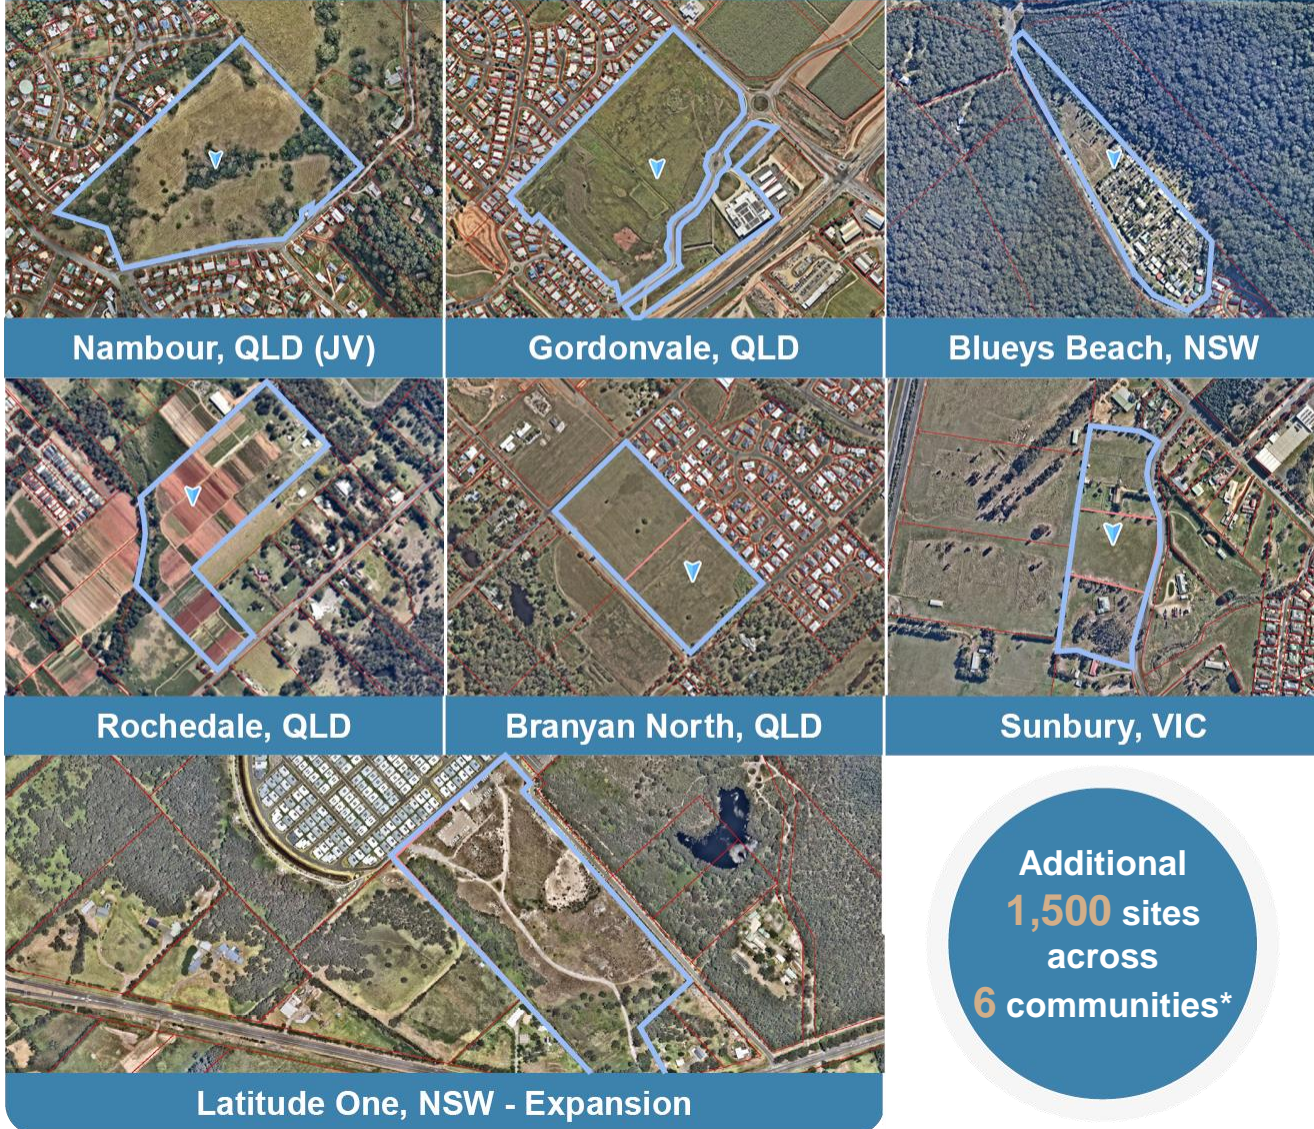 Nambour, QLD (JV)
Gordonvale, QLD
Blueys Beach, NSW
Rochedale, QLD
Branyan North, QLD
Sunbury, VIC
Latitude One, NSW - Expansion
Additional
1,500 sites
across
6 communities*